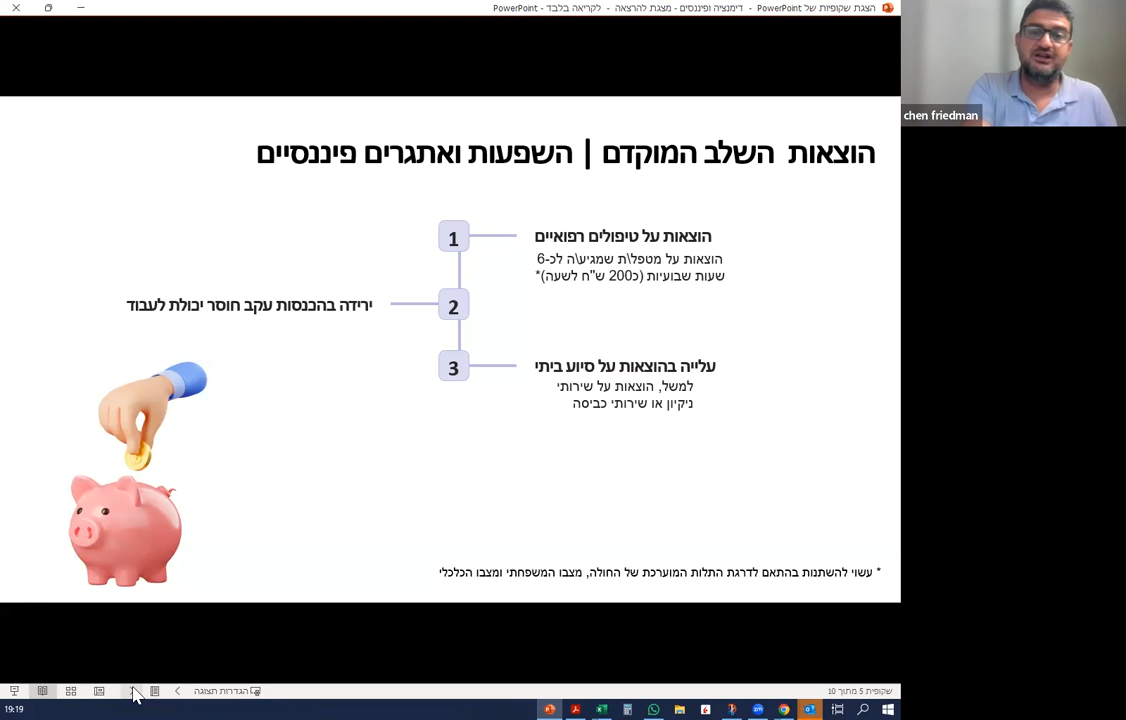 הצגת שקופיות של PowerPoint - דימנציה ופיננסים - מצגת להרצאה - לקריאה בלבד - PowerPoint
chen friedman
הוצאות השלב המוקדם | השפעות ואתגרים פיננסיים
1
הוצאות על טיפולים רפואיים
הוצאות על מטפל\ת שמגיע\ה לכ-6
שעות שבועיות (כ200 ש"ח לשעה)*
2
ירידה בהכנסות עקב חוסר יכולת לעבוד
3
עלייה בהוצאות על סיוע ביתי
למשל, הוצאות על שירותי
ניקיון או שירותי כביסה
* עשוי להשתנות בהתאם לדרגת התלות המוערכת של החולה, מצבו המשפחתי ומצבו הכלכלי
שקופית 5 מתוך 10
הגדרות תצוגה
19:19